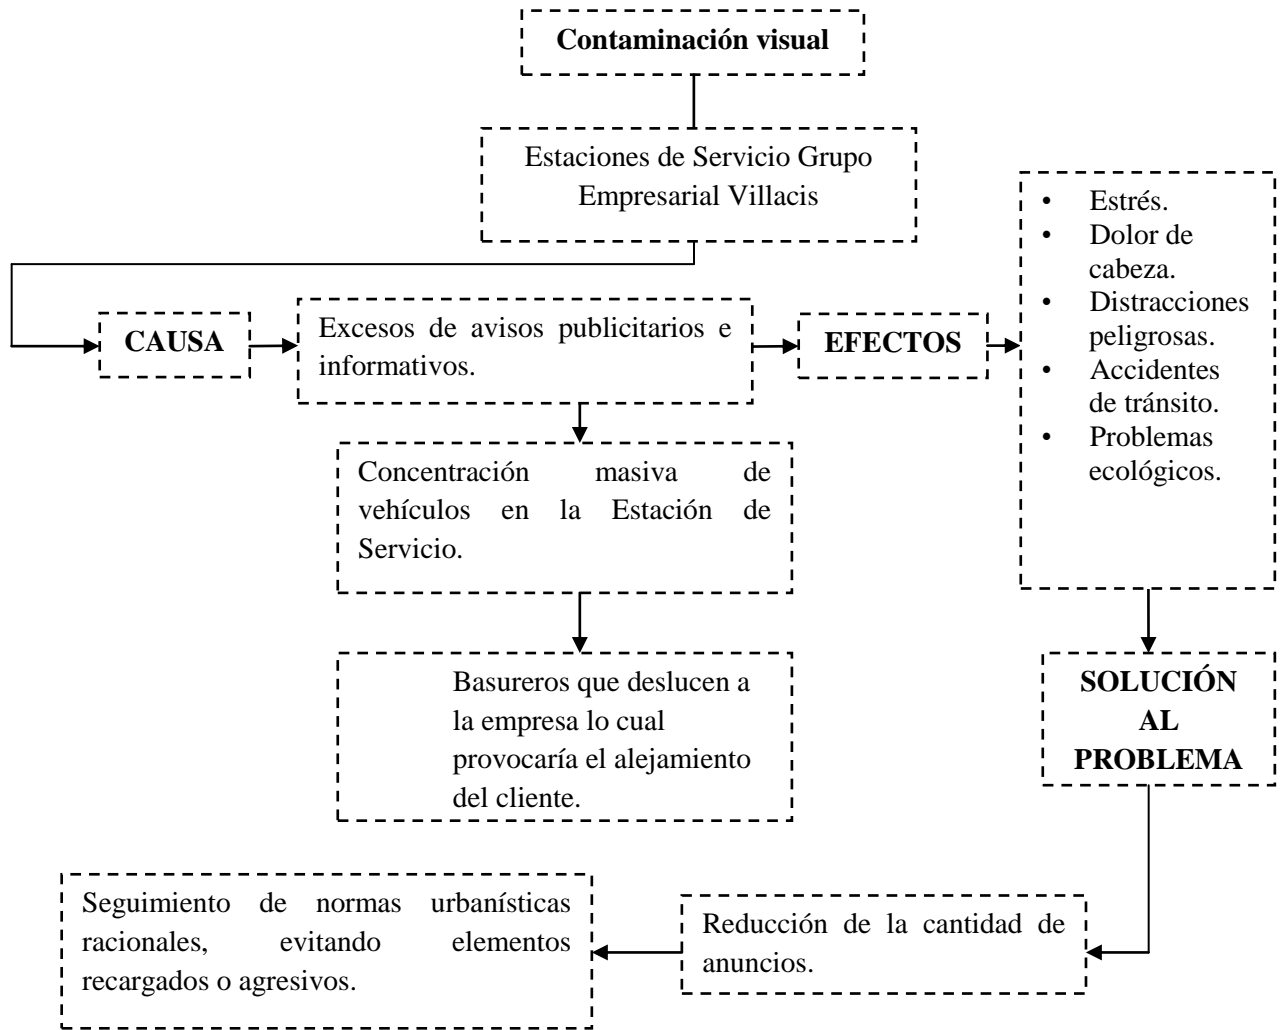 Contaminación visual
Estaciones de Servicio Grupo
Empresarial Villacis
CAUSA
Excesos de avisos publicitarios e
informativos.
EFECTOS
• Estrés.
• Dolor de
cabeza.
• Distracciones
peligrosas.
• Accidentes
de tránsito.
• Problemas
ecológicos.
Concentración masiva de
vehículos en la Estación de
Servicio.
Basureros que deslucen a
la empresa lo cual
provocaría el alejamiento
del cliente.
SOLUCIÓN
AL
PROBLEMA
Reducción de la cantidad de
anuncios.
Seguimiento de normas urbanísticas
racionales, evitando elementos
recargados o agresivos.